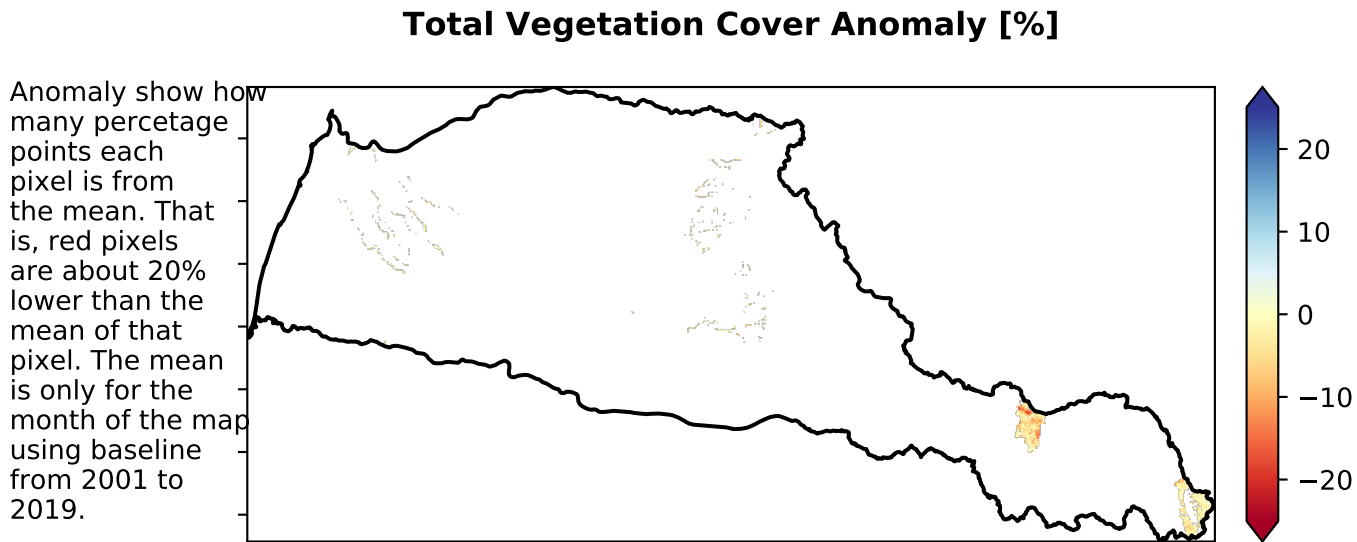 Total Vegetation Cover Anomaly [%]
Anomaly show how
many percetage
points each
pixel is from
the mean. That
is, red pixels
are about 20%
lower than the
mean of that
pixel. The mean
is only for the
month of the map
using baseline
from 2001 to
2019.
20
10
0
−10
−20